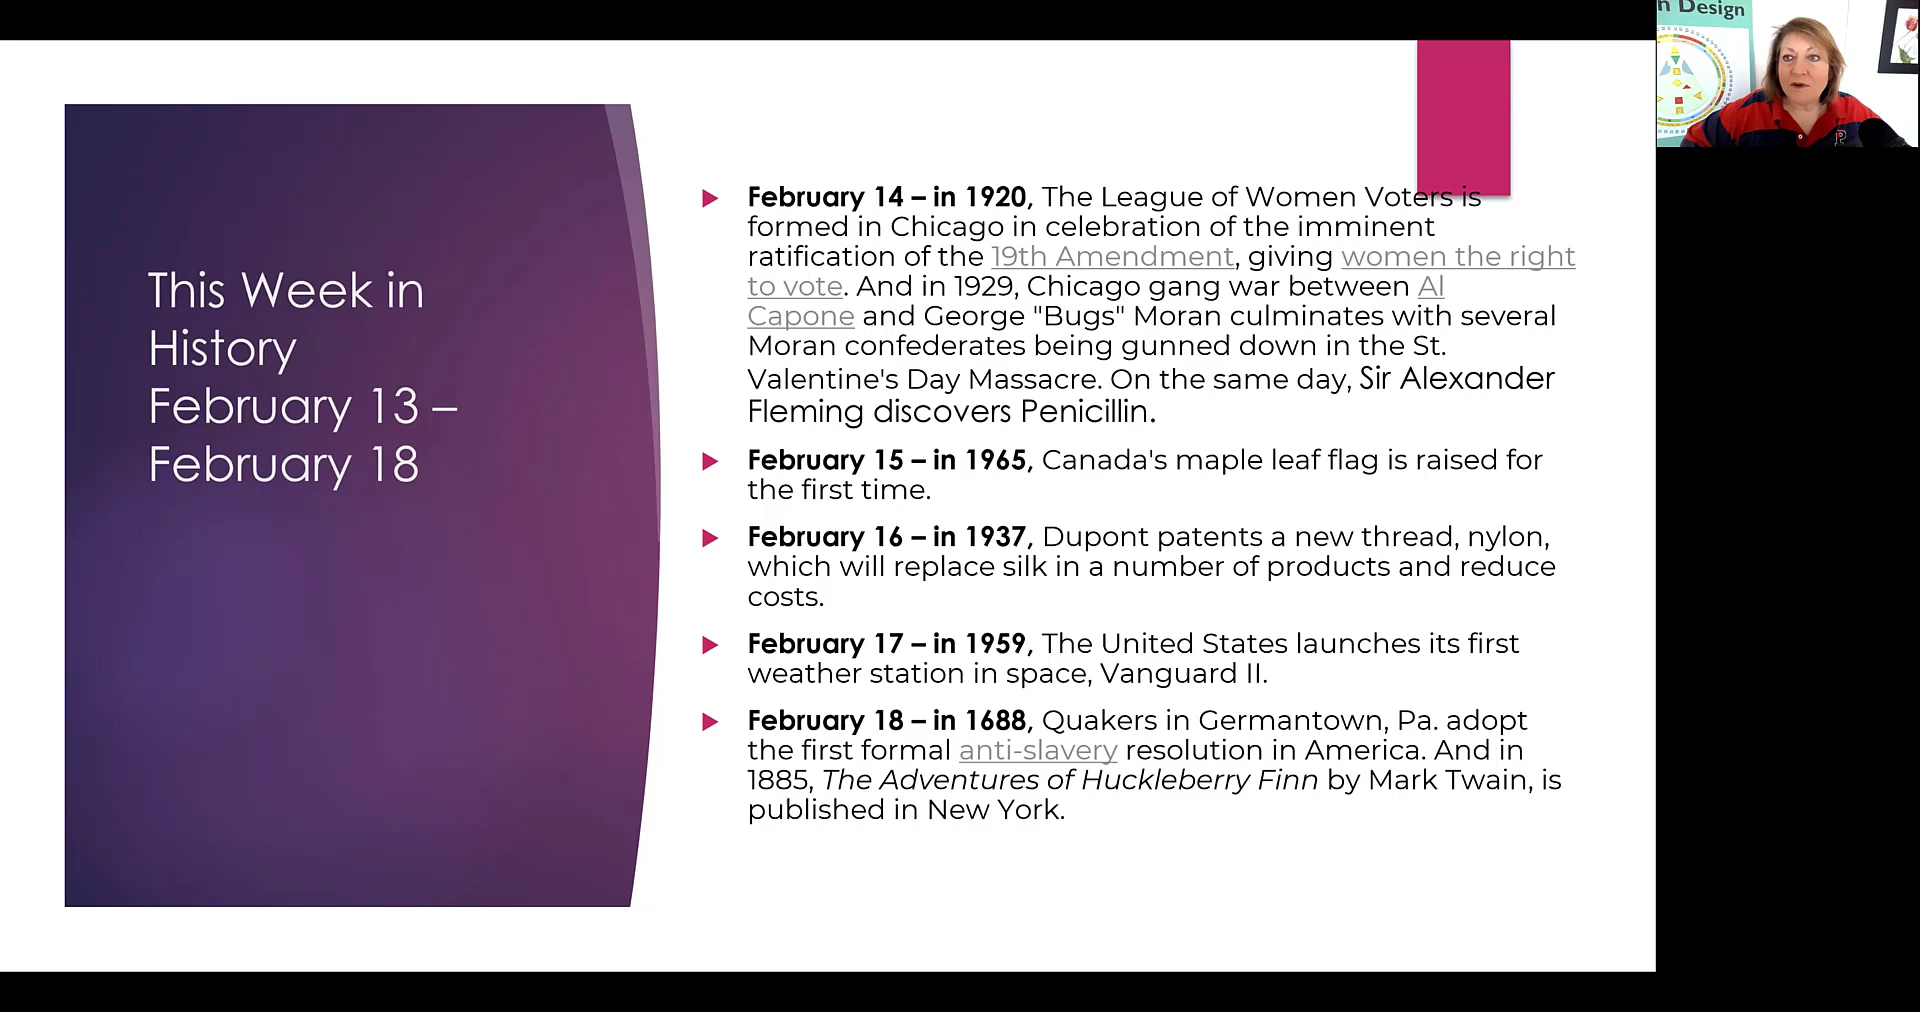 This Week in
History
February 13 –
February 18
February 14 – in 1920, The League of Women Voters is
formed in Chicago in celebration of the imminent
ratification of the 19th Amendment, giving women the right
to vote. And in 1929, Chicago gang war between Al
Capone and George "Bugs" Moran culminates with several
Moran confederates being gunned down in the St.
Valentine's Day Massacre. On the same day, Sir Alexander
Fleming discovers Penicillin.
February 15 – in 1965, Canada's maple leaf flag is raised for
the first time.
February 16 – in 1937, Dupont patents a new thread, nylon,
which will replace silk in a number of products and reduce
costs.
February 17 – in 1959, The United States launches its first
weather station in space, Vanguard II.
February 18 – in 1688, Quakers in Germantown, Pa. adopt
the first formal anti-slavery resolution in America. And in
1885, The Adventures of Huckleberry Finn by Mark Twain, is
published in New York.
n Design
P